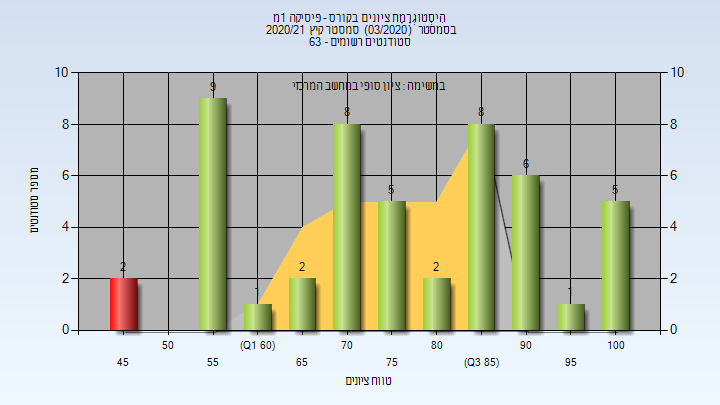 היסטוגרמת ציונים בקורס - פיסיקה 1מ
בסמסטר (03/2020) סמסטר קיץ 2020/21
סטודנטים רשומים - 63
במשימה : ציון סופי במחשב המרכזי
מספר סטודנטים
10 10
8 8
6 6
4 4
2 2
0 0
2 9 1 2 8 5 2 8 6 1 5
50 (Q1 60) 70 80 90 100
45 55 65 75 (Q3 85) 95
טווח ציונים